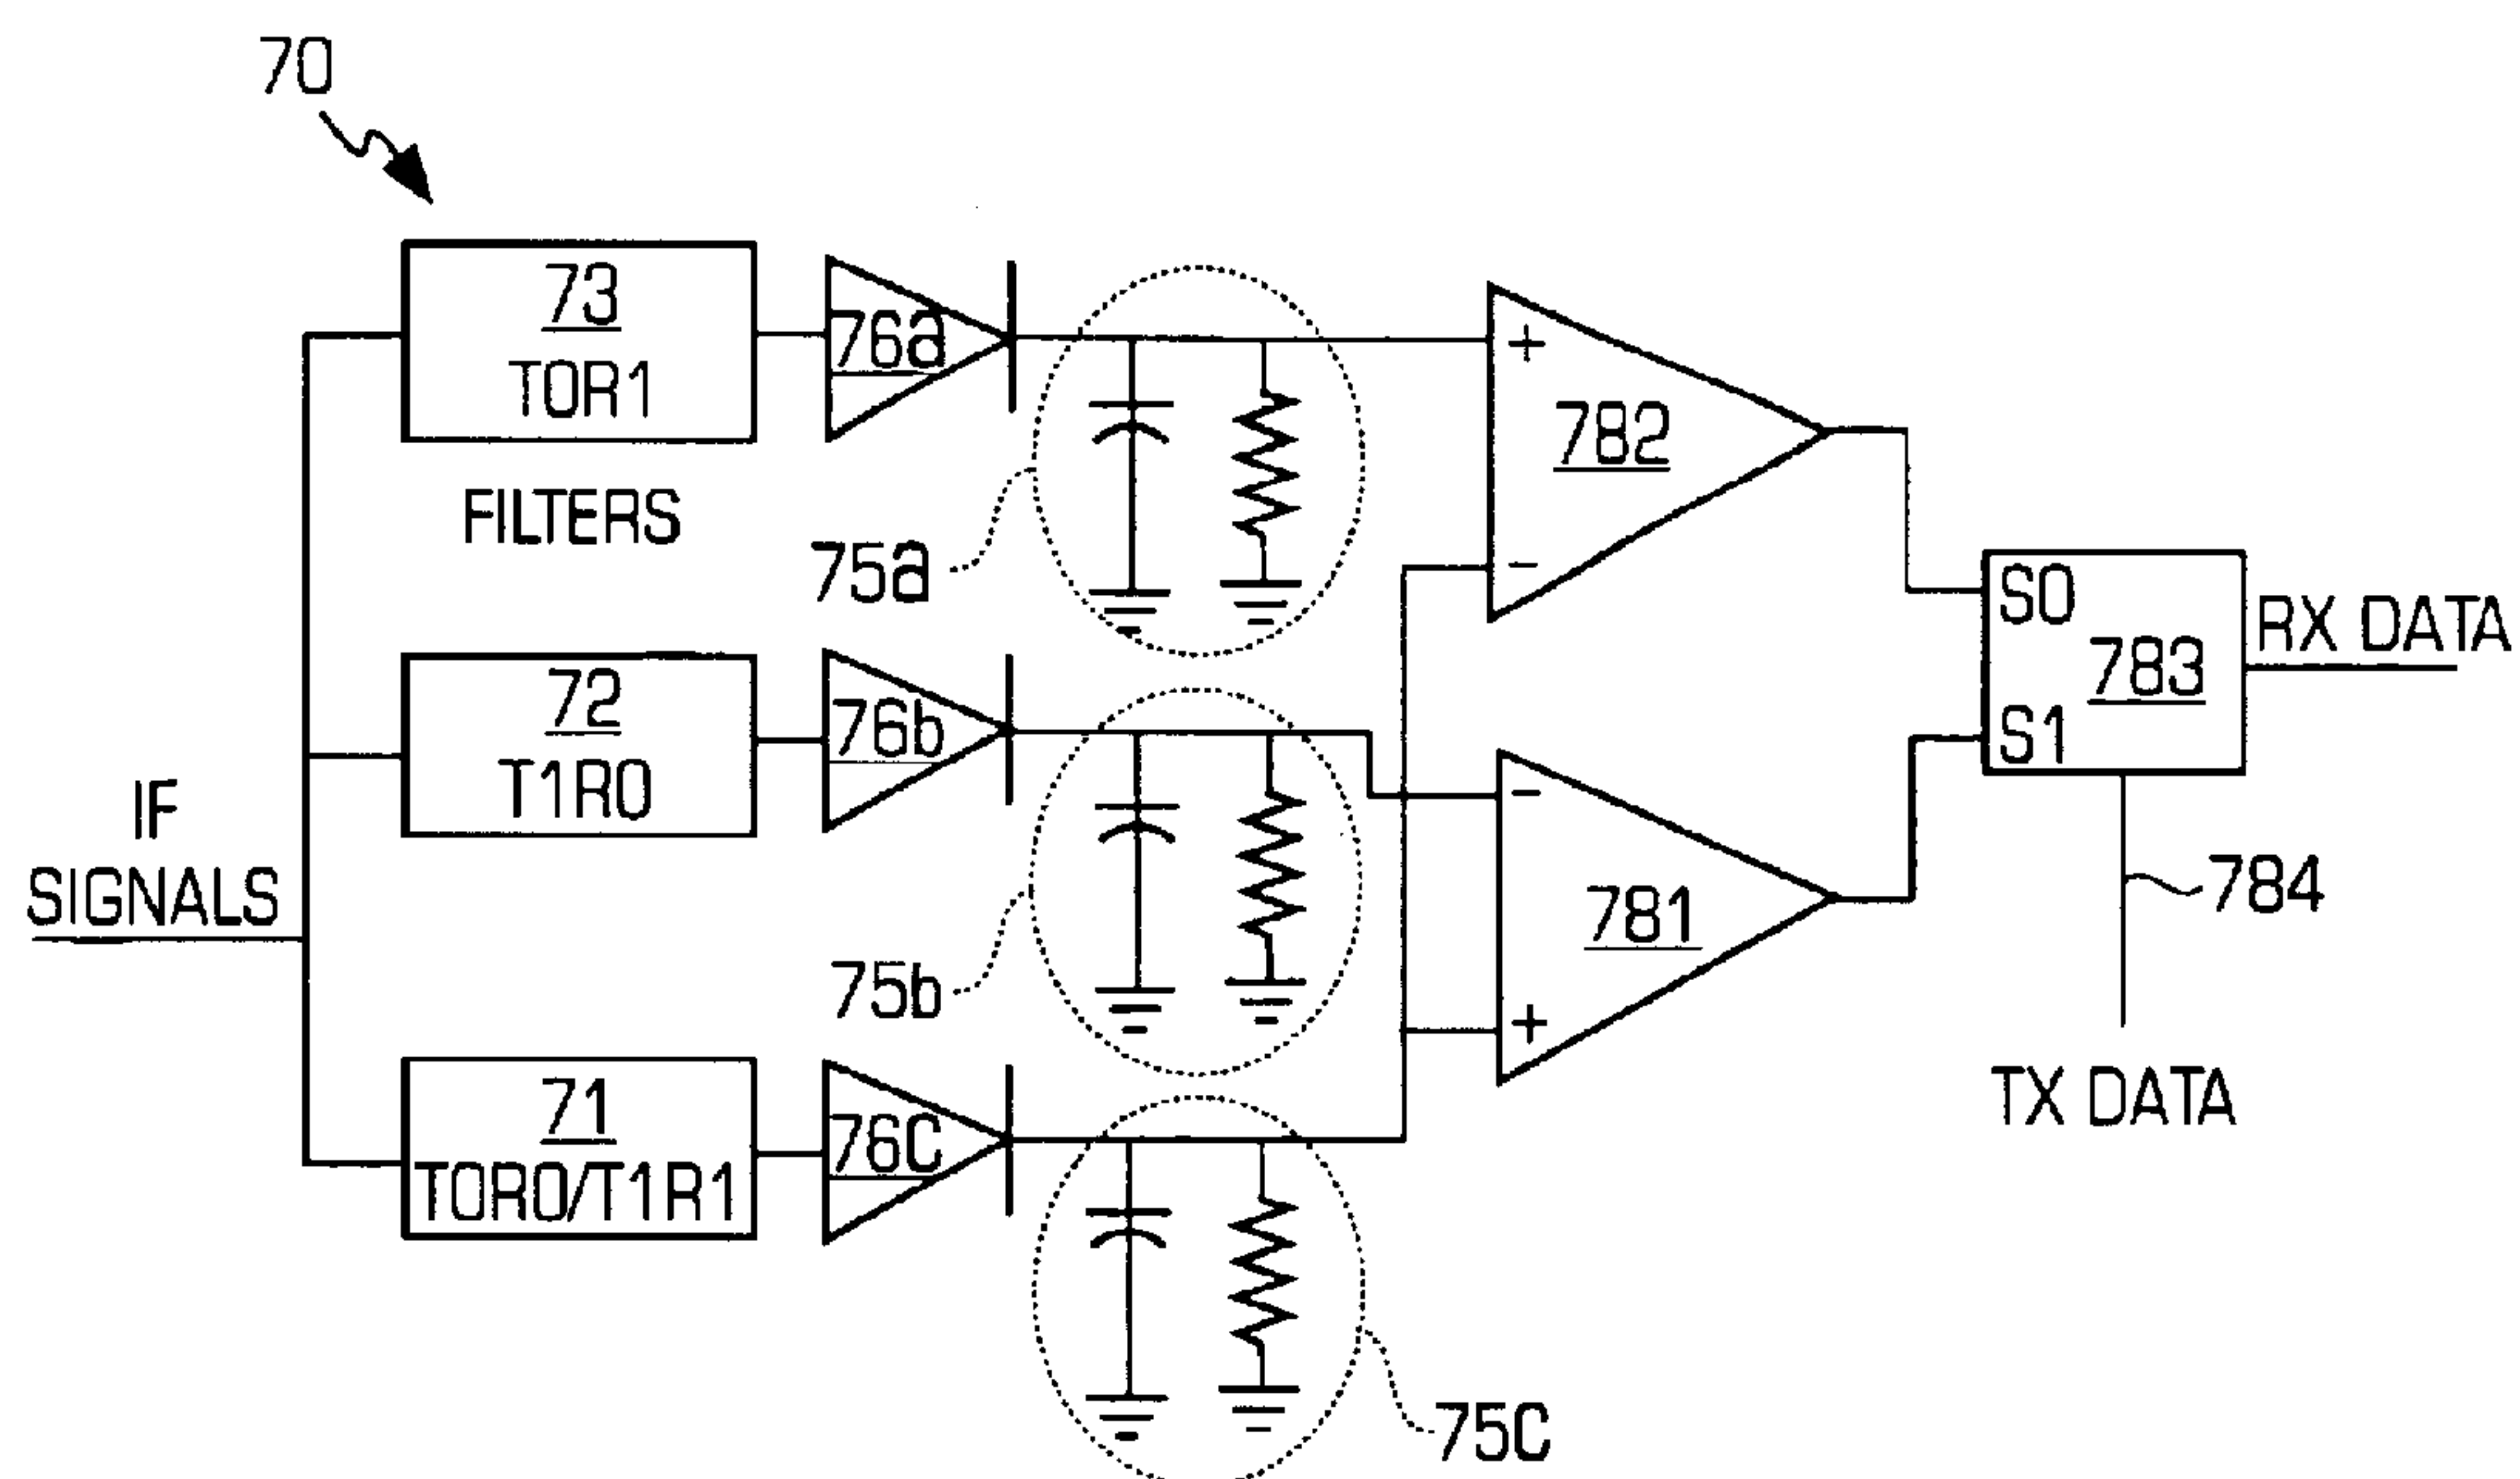 70
73
T0R1
76a
+
782
FILTERS
75a
−
S0
RX DATA
783
S1
72
T1R0
76b
−
IF
SIGNALS
781
784
75b
+
TX DATA
71
T0R0/T1R1
76C
75C